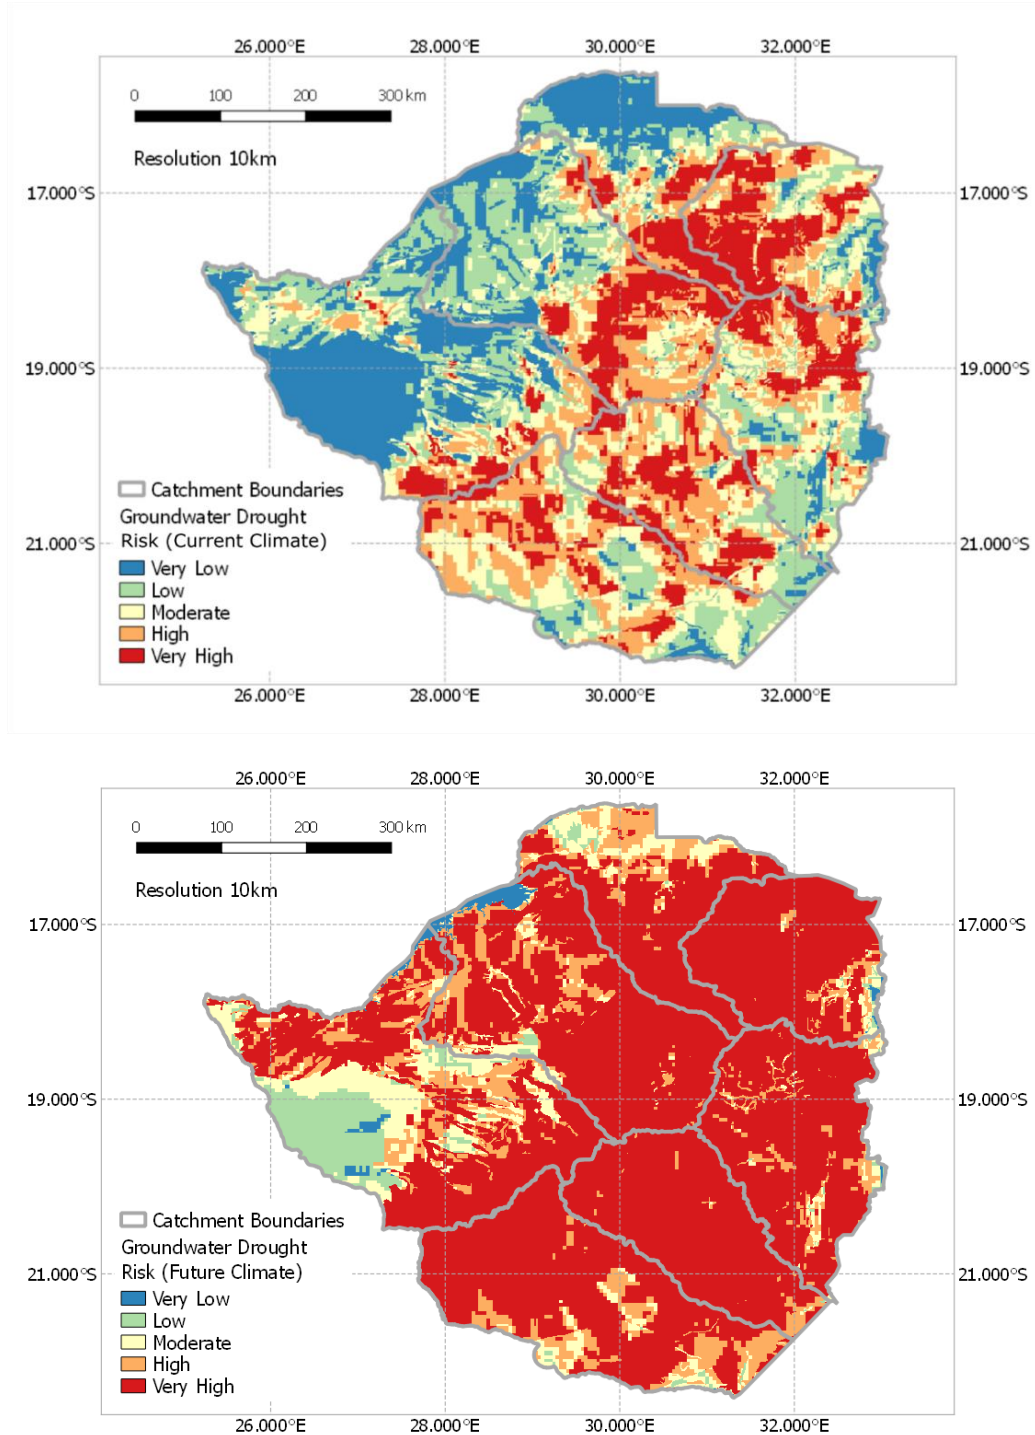 26.000°E 28.000°E 30.000°E 32.000°E
0 100 200 300 km
Resolution 10km
17.000°S 17.000°S
19.000°S 19.000°S
Catchment Boundaries
Groundwater Drought
Risk (Current Climate)
21.000°S 21.000°S
Very Low
Low
Moderate
High
Very High
26.000°E 28.000°E 30.000°E 32.000°E
26.000°E 28.000°E 30.000°E 32.000°E
0 100 200 300 km
Resolution 10km
17.000°S 17.000°S
19.000°S 19.000°S
Catchment Boundaries
Groundwater Drought
Risk (Future Climate)
21.000°S 21.000°S
Very Low
Low
Moderate
High
Very High
26.000°E 28.000°E 30.000°E 32.000°E